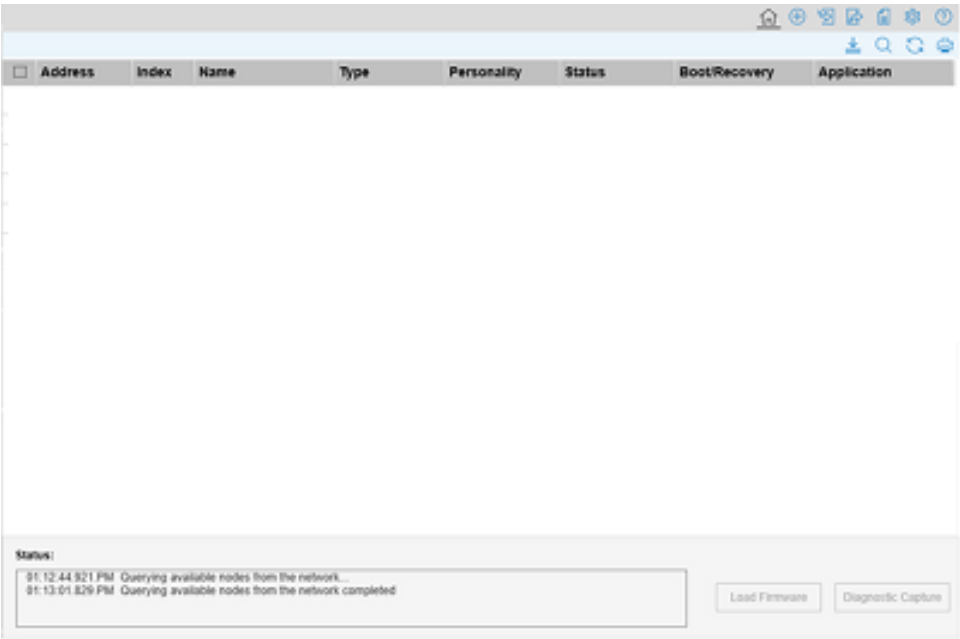 Address Index Name Type Personality Status Boot/Recovery Application
Status:
01:12:44.921.PM Querying available nodes from the network...
01:13:01.829.PM Querying available nodes from the network completed
Load Firmware Diagnostic Capture